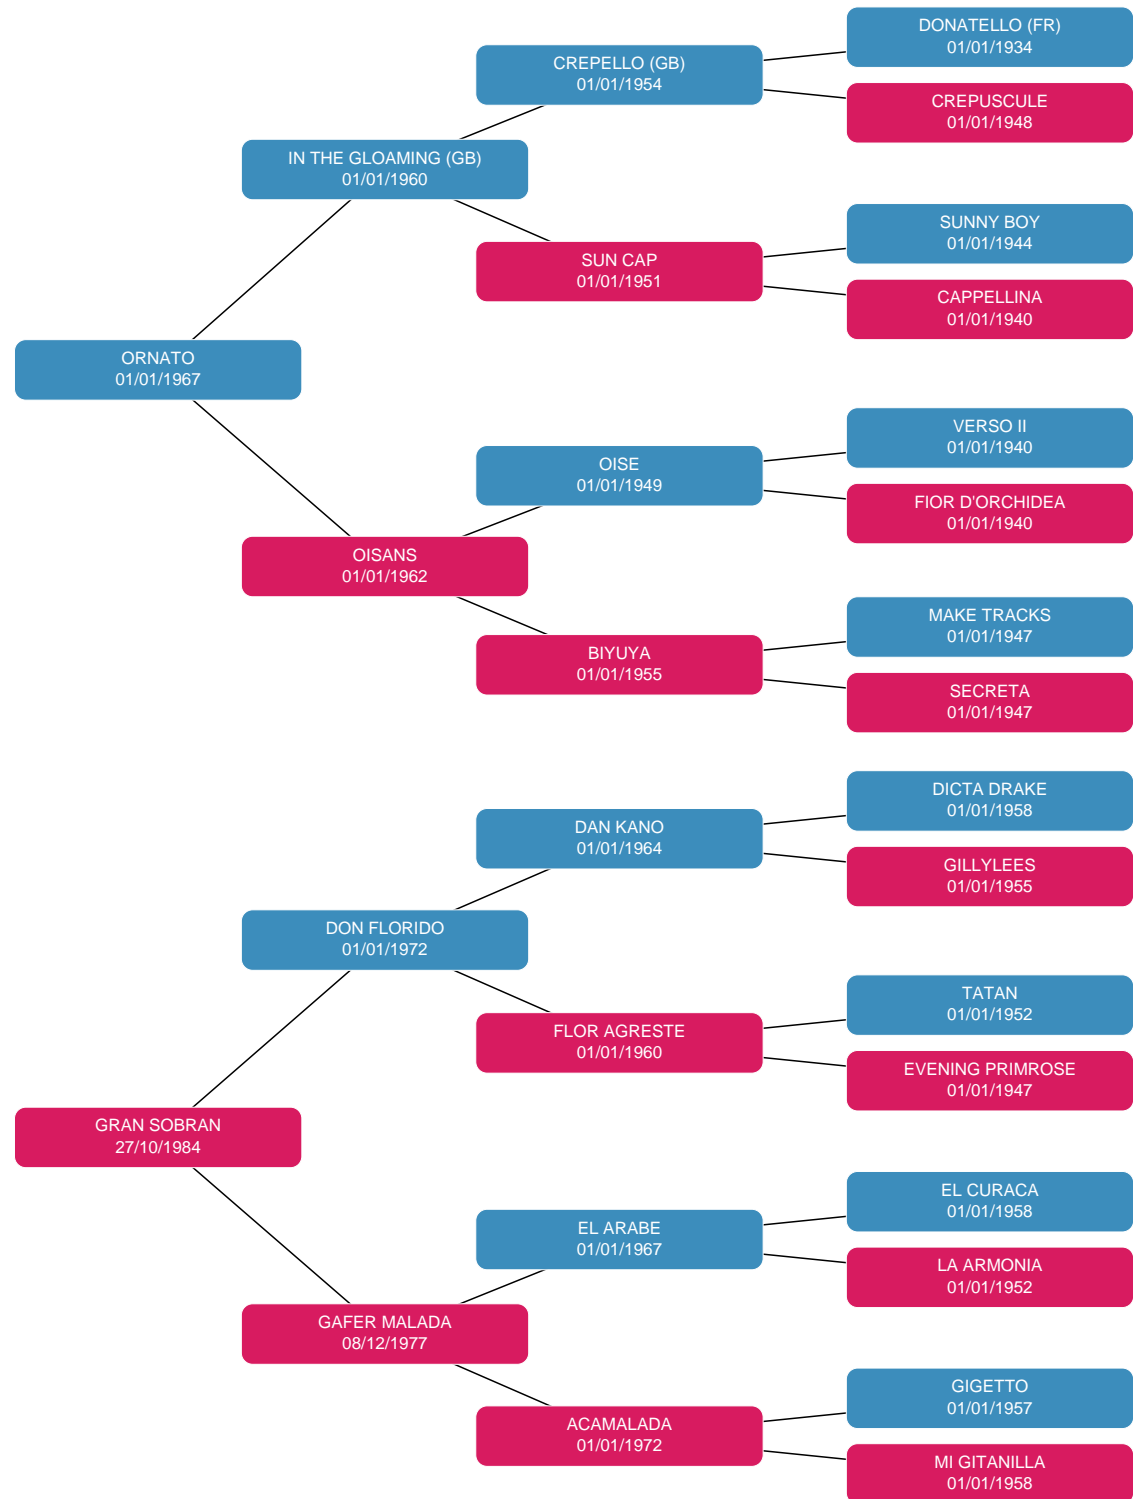 DONATELLO (FR)
01/01/1934
CREPELLO (GB)
01/01/1954
CREPUSCULE
01/01/1948
IN THE GLOAMING (GB)
01/01/1960
SUNNY BOY
01/01/1944
SUN CAP
01/01/1951
CAPPELLINA
01/01/1940
ORNATO
01/01/1967
VERSO II
01/01/1940
OISE
01/01/1949
FIOR D'ORCHIDEA
01/01/1940
OISANS
01/01/1962
MAKE TRACKS
01/01/1947
BIYUYA
01/01/1955
SECRETA
01/01/1947
DICTA DRAKE
01/01/1958
DAN KANO
01/01/1964
GILLYLEES
01/01/1955
DON FLORIDO
01/01/1972
TATAN
01/01/1952
FLOR AGRESTE
01/01/1960
EVENING PRIMROSE
01/01/1947
GRAN SOBRAN
27/10/1984
EL CURACA
01/01/1958
EL ARABE
01/01/1967
LA ARMONIA
01/01/1952
GAFER MALADA
08/12/1977
GIGETTO
01/01/1957
ACAMALADA
01/01/1972
MI GITANILLA
01/01/1958